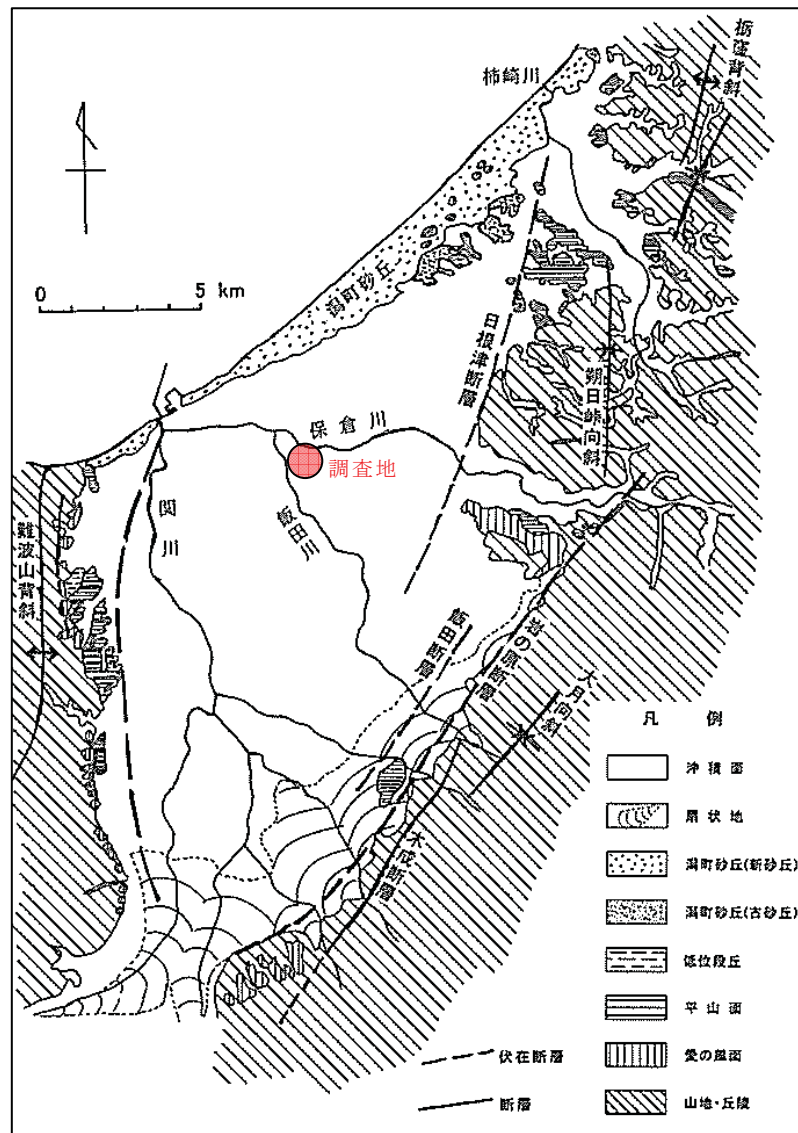 栃窪背斜
柿崎川
0 5 km
潟町砂丘
日根津断層
朔日峠向斜
保倉川
調査地
関川
飯田川
難波山背斜
飯田断層
岩の原断層
大月向斜
木成断層
凡例
沖積面
扇状地
潟町砂丘(新砂丘)
潟町砂丘(古砂丘)
低位段丘
平山面
愛の風面
山地・丘陵
伏在断層
断層